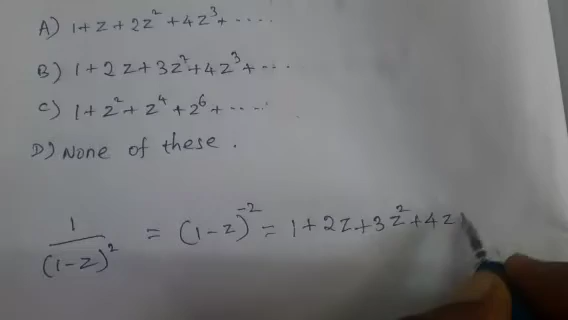 A) 1 + z + 2z² + 4z³ + ....
B) 1 + 2z + 3z² + 4z³ + ...
C) 1 + z² + z⁴ + z⁶ + .....
D) None of these.
1/(1-z)² = (1-z)⁻² = 1 + 2z + 3z² + 4z